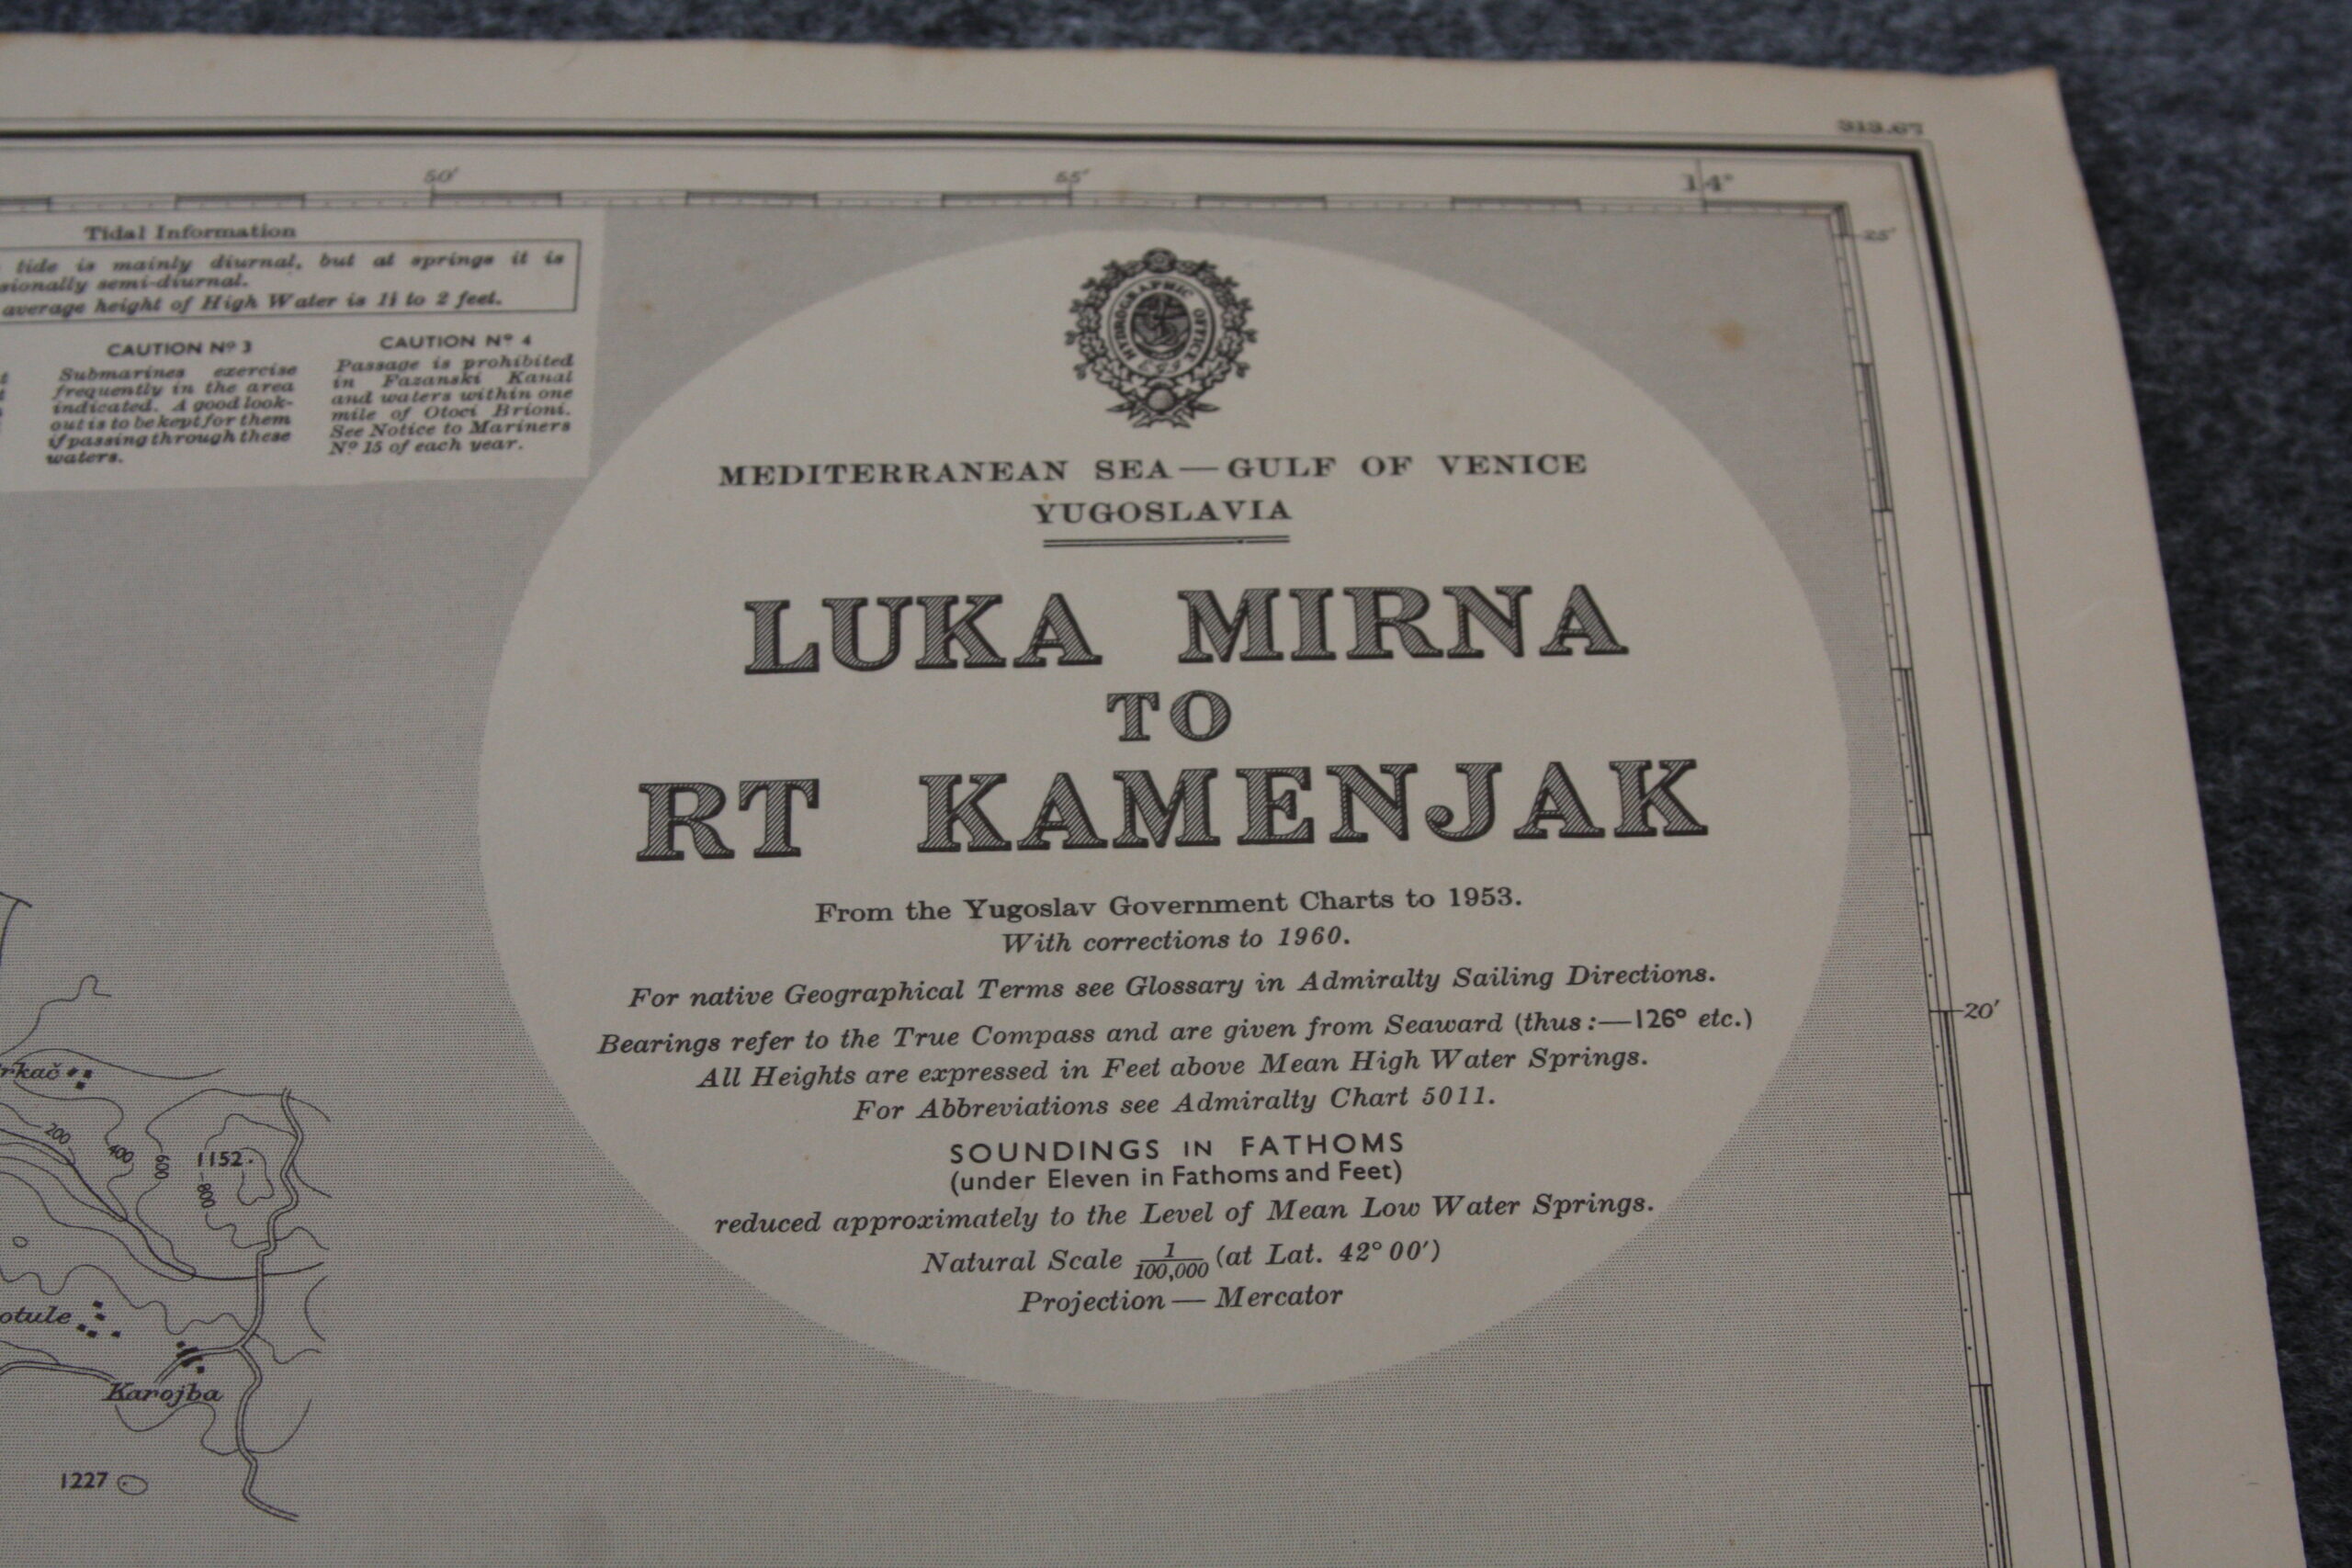 50'
55'
14°
25'
Tidal Information
tide is mainly diurnal, but at springs it is
sionally semi-diurnal.
average height of High Water is 1½ to 2 feet.
CAUTION Nº 3
Submarines exercise
frequently in the area
indicated. A good look-
out is to be kept for them
if passing through these
waters.
CAUTION Nº 4
Passage is prohibited
in Fazanski Kanal
and waters within one
mile of Otoci Brioni.
See Notice to Mariners
Nº 15 of each year.
HYDROGRAPHIC OFFICE
MEDITERRANEAN SEA — GULF OF VENICE
YUGOSLAVIA
LUKA MIRNA
TO
RT KAMENJAK
From the Yugoslav Government Charts to 1953.
With corrections to 1960.
For native Geographical Terms see Glossary in Admiralty Sailing Directions.
Bearings refer to the True Compass and are given from Seaward (thus:—126° etc.)
All Heights are expressed in Feet above Mean High Water Springs.
For Abbreviations see Admiralty Chart 5011.
SOUNDINGS IN FATHOMS
(under Eleven in Fathoms and Feet)
reduced approximately to the Level of Mean Low Water Springs.
Natural Scale 1/100,000 (at Lat. 42° 00')
Projection — Mercator
20'
rkač
200
400
600
800
1152
otule
Karojba
1227